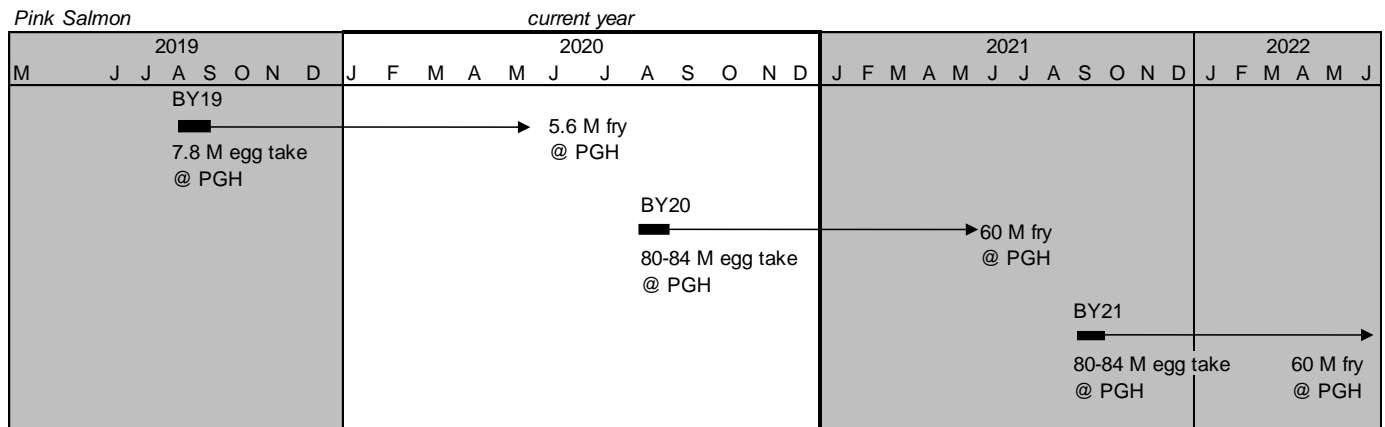 Pink Salmon current year
2019 2020 2021 2022
M J J A S O N D J F M A M J J A S O N D J F M A M J J A S O N D J F M A M J
BY19
5.6 M fry
@ PGH
7.8 M egg take
@ PGH
BY20
60 M fry
@ PGH
80-84 M egg take
@ PGH
BY21
80-84 M egg take 60 M fry
@ PGH @ PGH